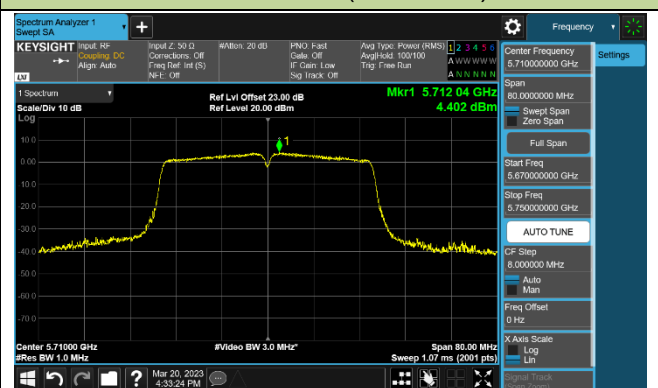 Spectrum Analyzer 1
Swept SA
Frequency
Settings
KEYSIGHT
Input: RF
Coupling: DC
Align: Auto
Input Z: 50 Ω
Corrections: Off
Freq Ref: Int (S)
NFE: Off
#Atten: 20 dB
PNO: Fast
Gate: Off
IF Gain: Low
Sig Track: Off
Avg Type: Power (RMS)
Avg|Hold: 100/100
Trig: Free Run
1 2 3 4 5 6
A W W W W W
A N N N N N
LXI
1 Spectrum
Scale/Div 10 dB
Log
Ref Lvl Offset 23.00 dB
Ref Level 20.00 dBm
Mkr1 5.712 04 GHz
4.402 dBm
1
10.0
0.00
-10.0
-20.0
-30.0
-40.0
-50.0
-60.0
-70.0
Center 5.71000 GHz
#Res BW 1.0 MHz
#Video BW 3.0 MHz*
Span 80.00 MHz
Sweep 1.07 ms (2001 pts)
Center Frequency
5.710000000 GHz
Span
80.0000000 MHz
Swept Span
Zero Span
Full Span
Start Freq
5.670000000 GHz
Stop Freq
5.750000000 GHz
AUTO TUNE
CF Step
8.000000 MHz
Auto
Man
Freq Offset
0 Hz
X Axis Scale
Log
Lin
Signal Track
Mar 20, 2023
4:33:24 PM